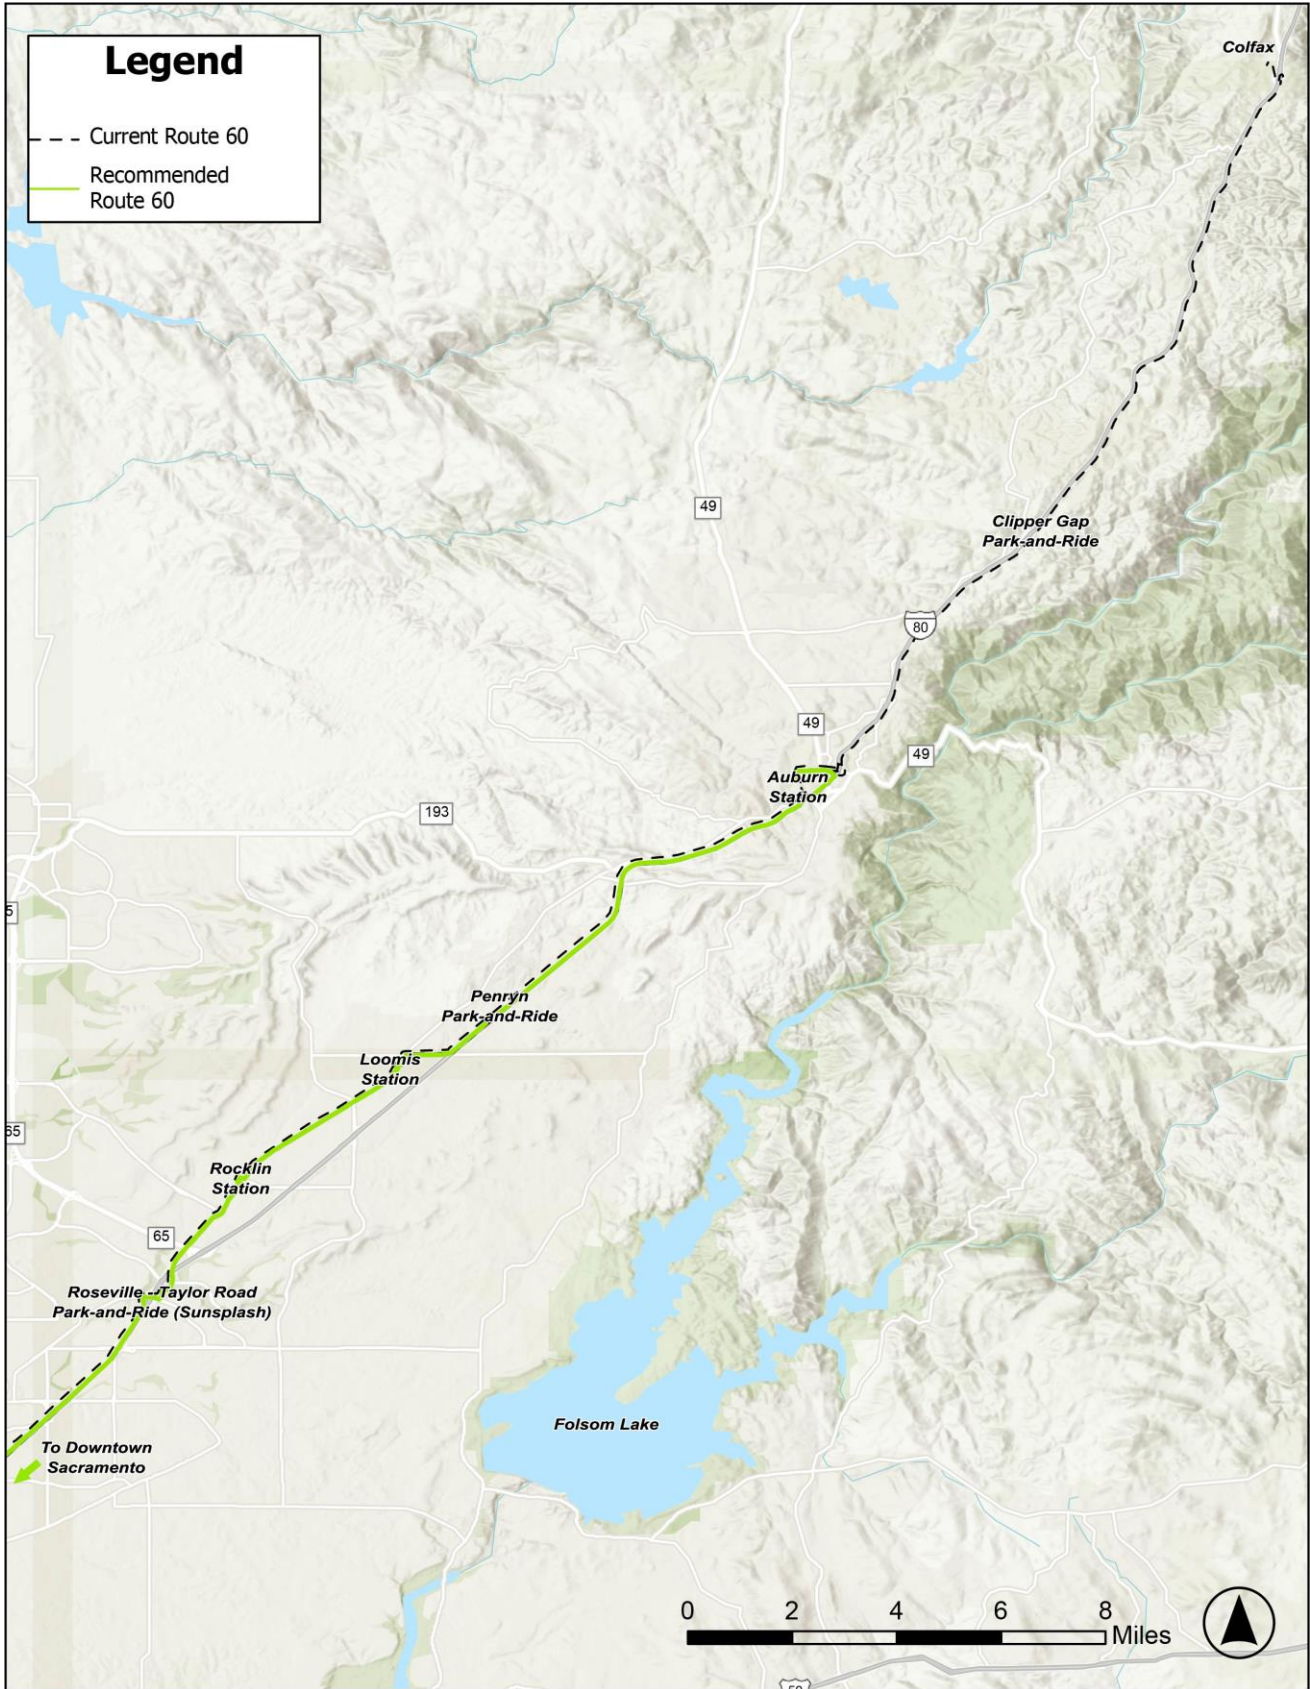 Legend
Current Route 60
Recommended
Route 60
Colfax
49
Clipper Gap
Park-and-Ride
80
49
49
Auburn
Station
193
5
Penryn
Park-and-Ride
Loomis
Station
65
Rocklin
Station
65
Roseville - Taylor Road
Park-and-Ride (Sunsplash)
Folsom Lake
To Downtown
Sacramento
0 2 4 6 8
Miles